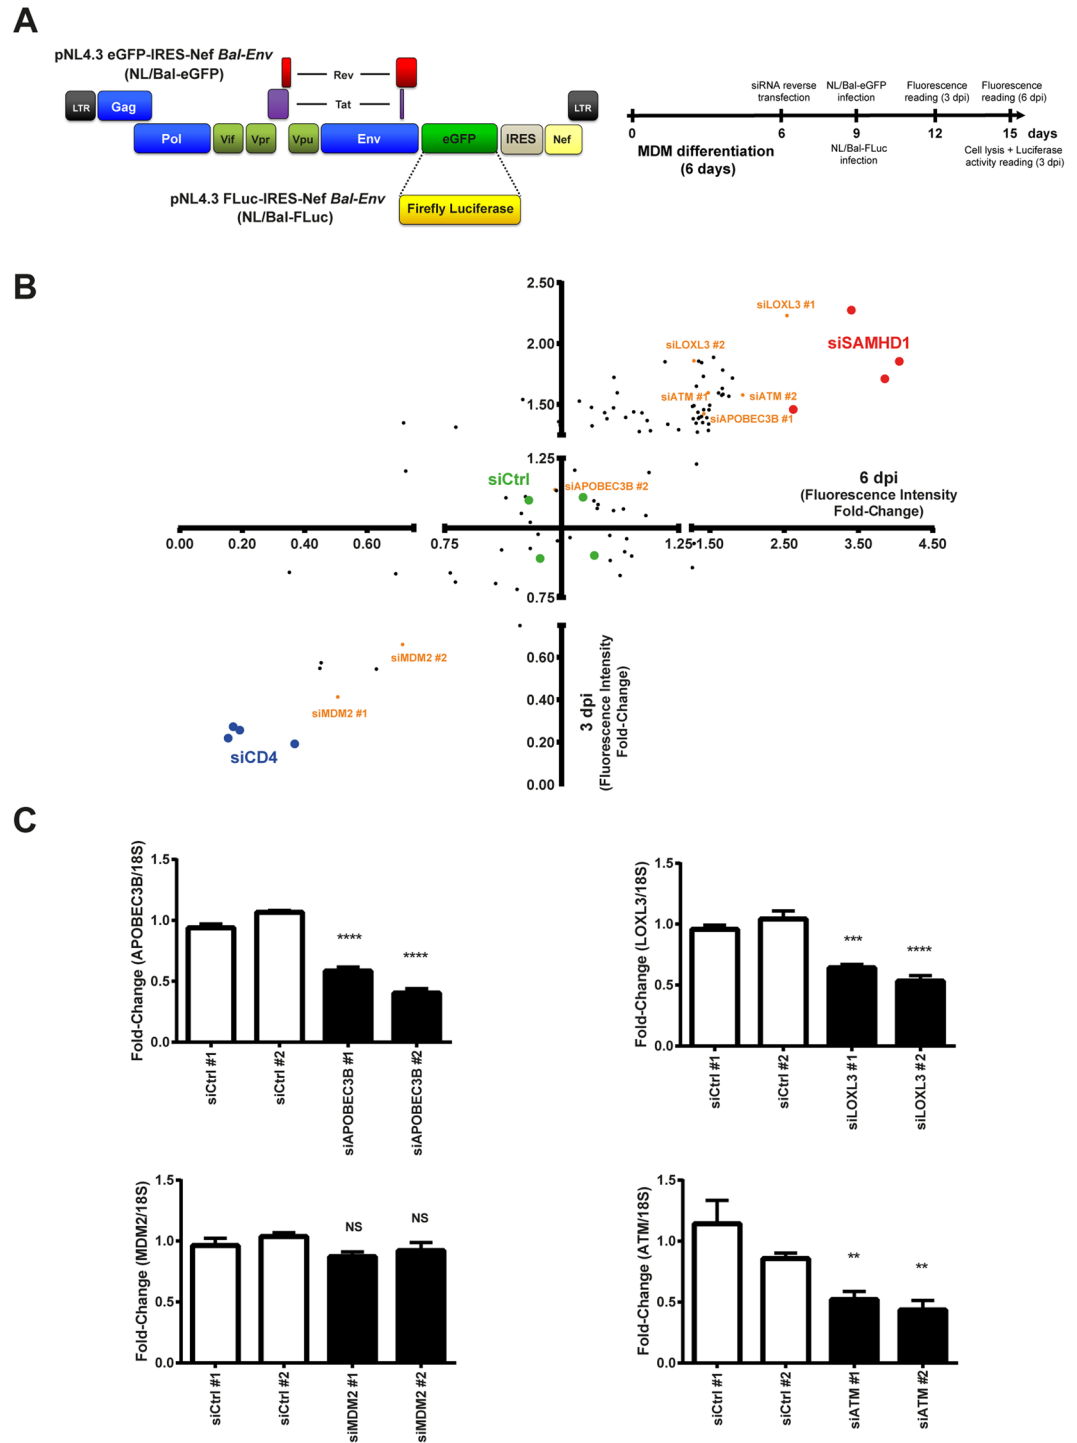 A
pNL4.3 eGFP-IRES-Nef Bal-Env
(NL/Bal-eGFP)
Rev
Tat
LTR
Gag
LTR
Pol
Vif
Vpr
Vpu
Env
eGFP
IRES
Nef
pNL4.3 FLuc-IRES-Nef Bal-Env
(NL/Bal-FLuc)
Firefly Luciferase
siRNA reverse
transfection
NL/Bal-eGFP
infection
Fluorescence
reading (3 dpi)
Fluorescence
reading (6 dpi)
0
6
9
12
15
days
MDM differentiation
(6 days)
NL/Bal-FLuc
infection
Cell lysis + Luciferase
activity reading (3 dpi)
B
2.50
2.00
1.50
1.25
0.75
0.60
0.40
0.20
0.00
0.00
0.20
0.40
0.60
0.75
1.25
1.50
2.50
3.50
4.50
siLOXL3 #1
siSAMHD1
siLOXL3 #2
siATM #1
siATM #2
siAPOBEC3B #1
siCtrl
siAPOBEC3B #2
6 dpi
(Fluorescence Intensity
Fold-Change)
siMDM2 #2
siMDM2 #1
siCD4
3 dpi
(Fluorescence Intensity
Fold-Change)
C
Fold-Change (APOBEC3B/18S)
1.5
1.0
0.5
0.0
****
****
siCtrl #1
siCtrl #2
siAPOBEC3B #1
siAPOBEC3B #2
Fold-Change (LOXL3/18S)
1.5
1.0
0.5
0.0
***
****
siCtrl #1
siCtrl #2
siLOXL3 #1
siLOXL3 #2
Fold-Change (MDM2/18S)
1.5
1.0
0.5
0.0
NS
NS
siCtrl #1
siCtrl #2
siMDM2 #1
siMDM2 #2
Fold-Change (ATM/18S)
1.5
1.0
0.5
0.0
**
**
siCtrl #1
siCtrl #2
siATM #1
siATM #2